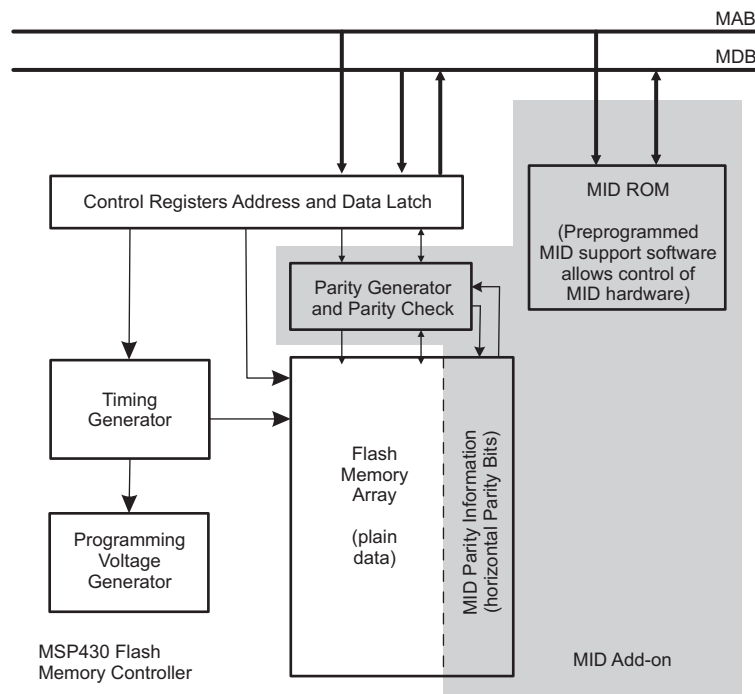 MAB
MDB
Control Registers Address and Data Latch
MID ROM
(Preprogrammed
MID support software
allows control of
MID hardware)
Parity Generator
and Parity Check
Timing
Generator
Flash
Memory
Array
(plain
data)
MID Parity Information
(horizontal Parity Bits)
Programming
Voltage
Generator
MSP430 Flash
Memory Controller
MID Add-on